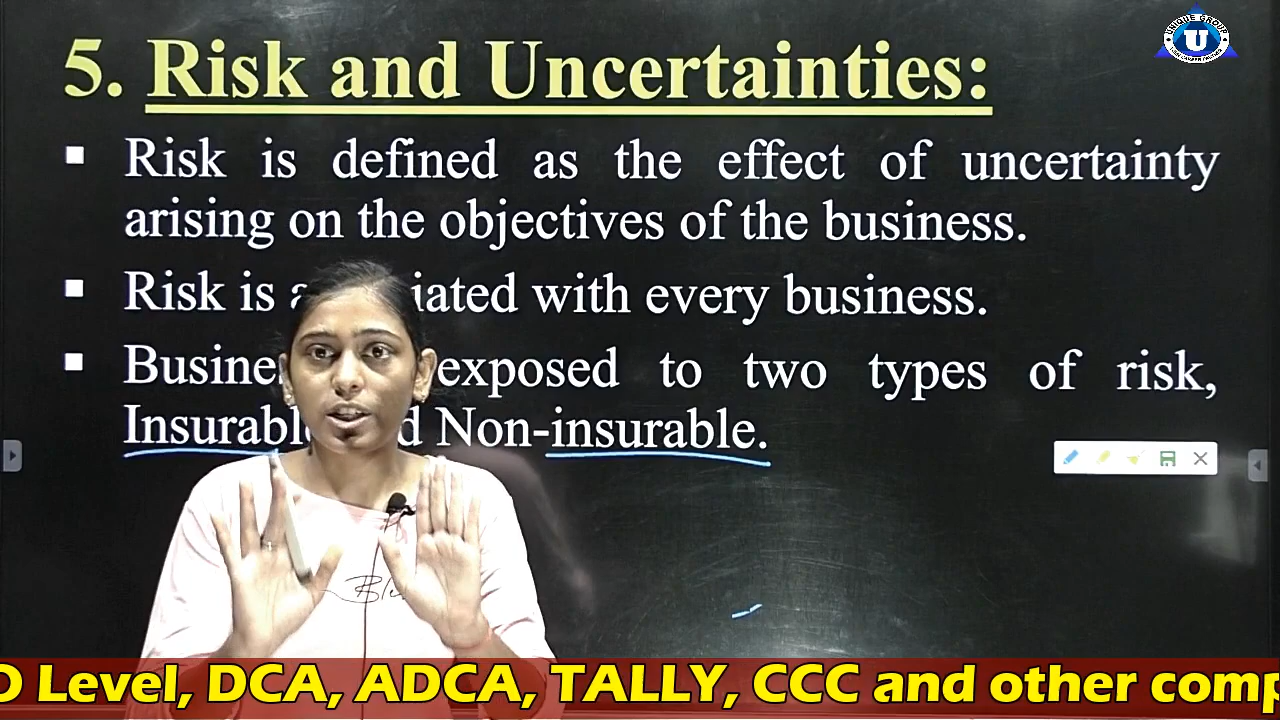 UNIQUE GROUP
U
5. Risk and Uncertainties:
Risk is defined as the effect of uncertainty
arising on the objectives of the business.
Risk is a iated with every business.
Busine exposed to two types of risk,
Insurabl d Non-insurable.
O Level, DCA, ADCA, TALLY, CCC and other comp